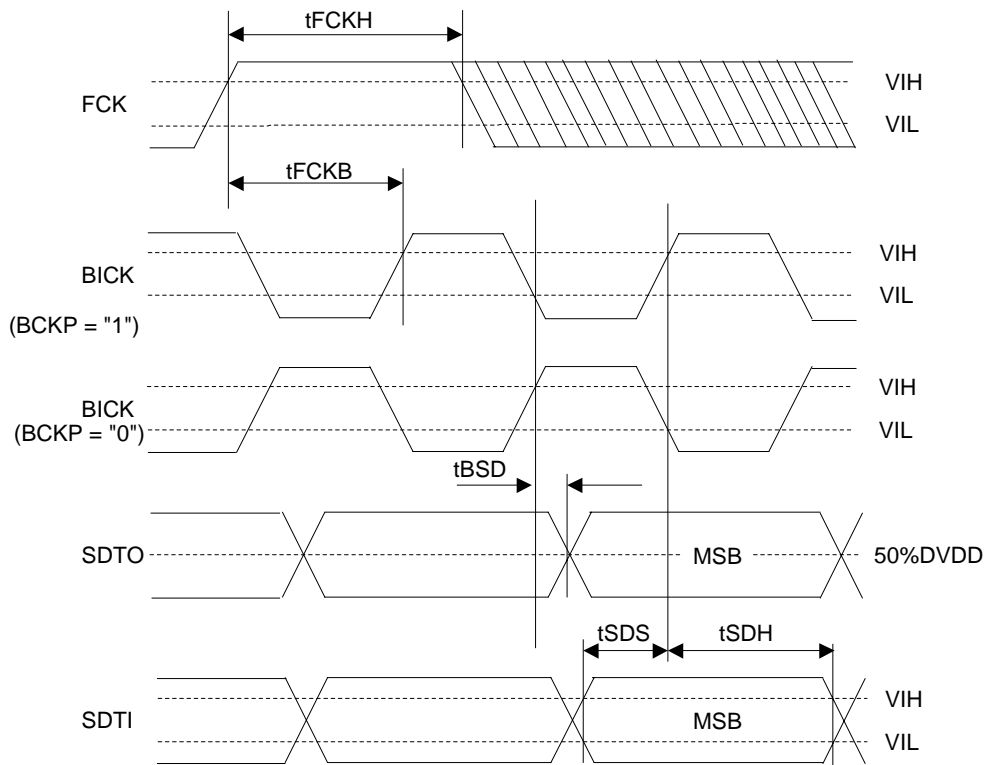 tFCKH
FCK
VIH
VIL
tFCKB
BICK
VIH
VIL
(BCKP = "1")
BICK
(BCKP = "0")
VIH
VIL
tBSD
SDTO
MSB
50%DVDD
tSDS
tSDH
SDTI
MSB
VIH
VIL